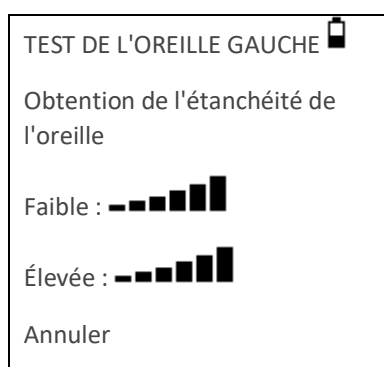 TEST DE L'OREILLE GAUCHE
Obtention de l'étanchéité de
l'oreille
Faible :
Élevée :
Annuler